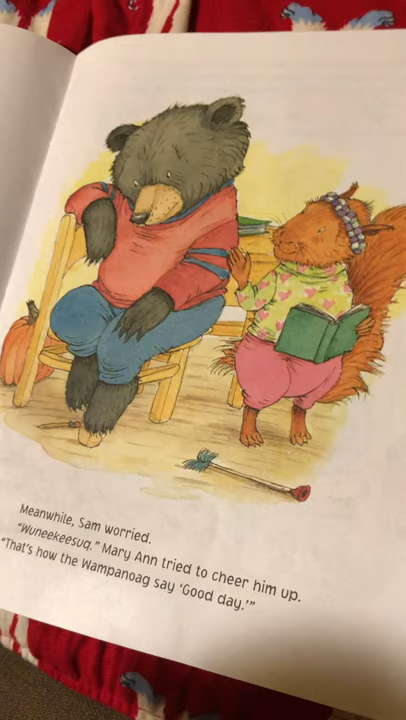 Meanwhile, Sam worried.
"Wuneekeesuq." Mary Ann tried to cheer him up.
"That's how the Wampanoag say 'Good day.'"